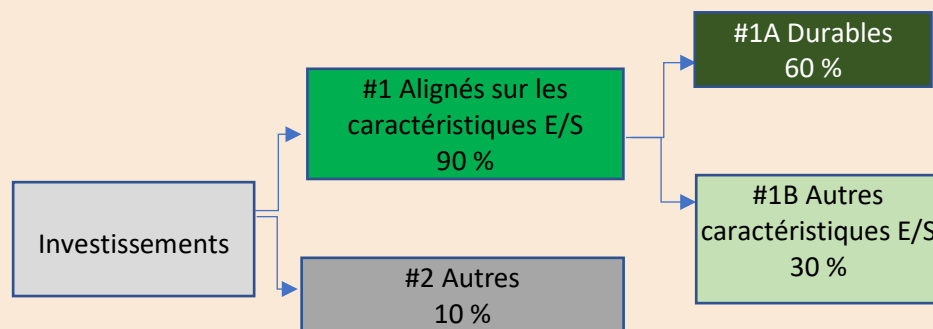 #1A Durables
60 %
#1 Alignés sur les
caractéristiques E/S
90 %
#1B Autres
caractéristiques E/S
30 %
Investissements
#2 Autres
10 %